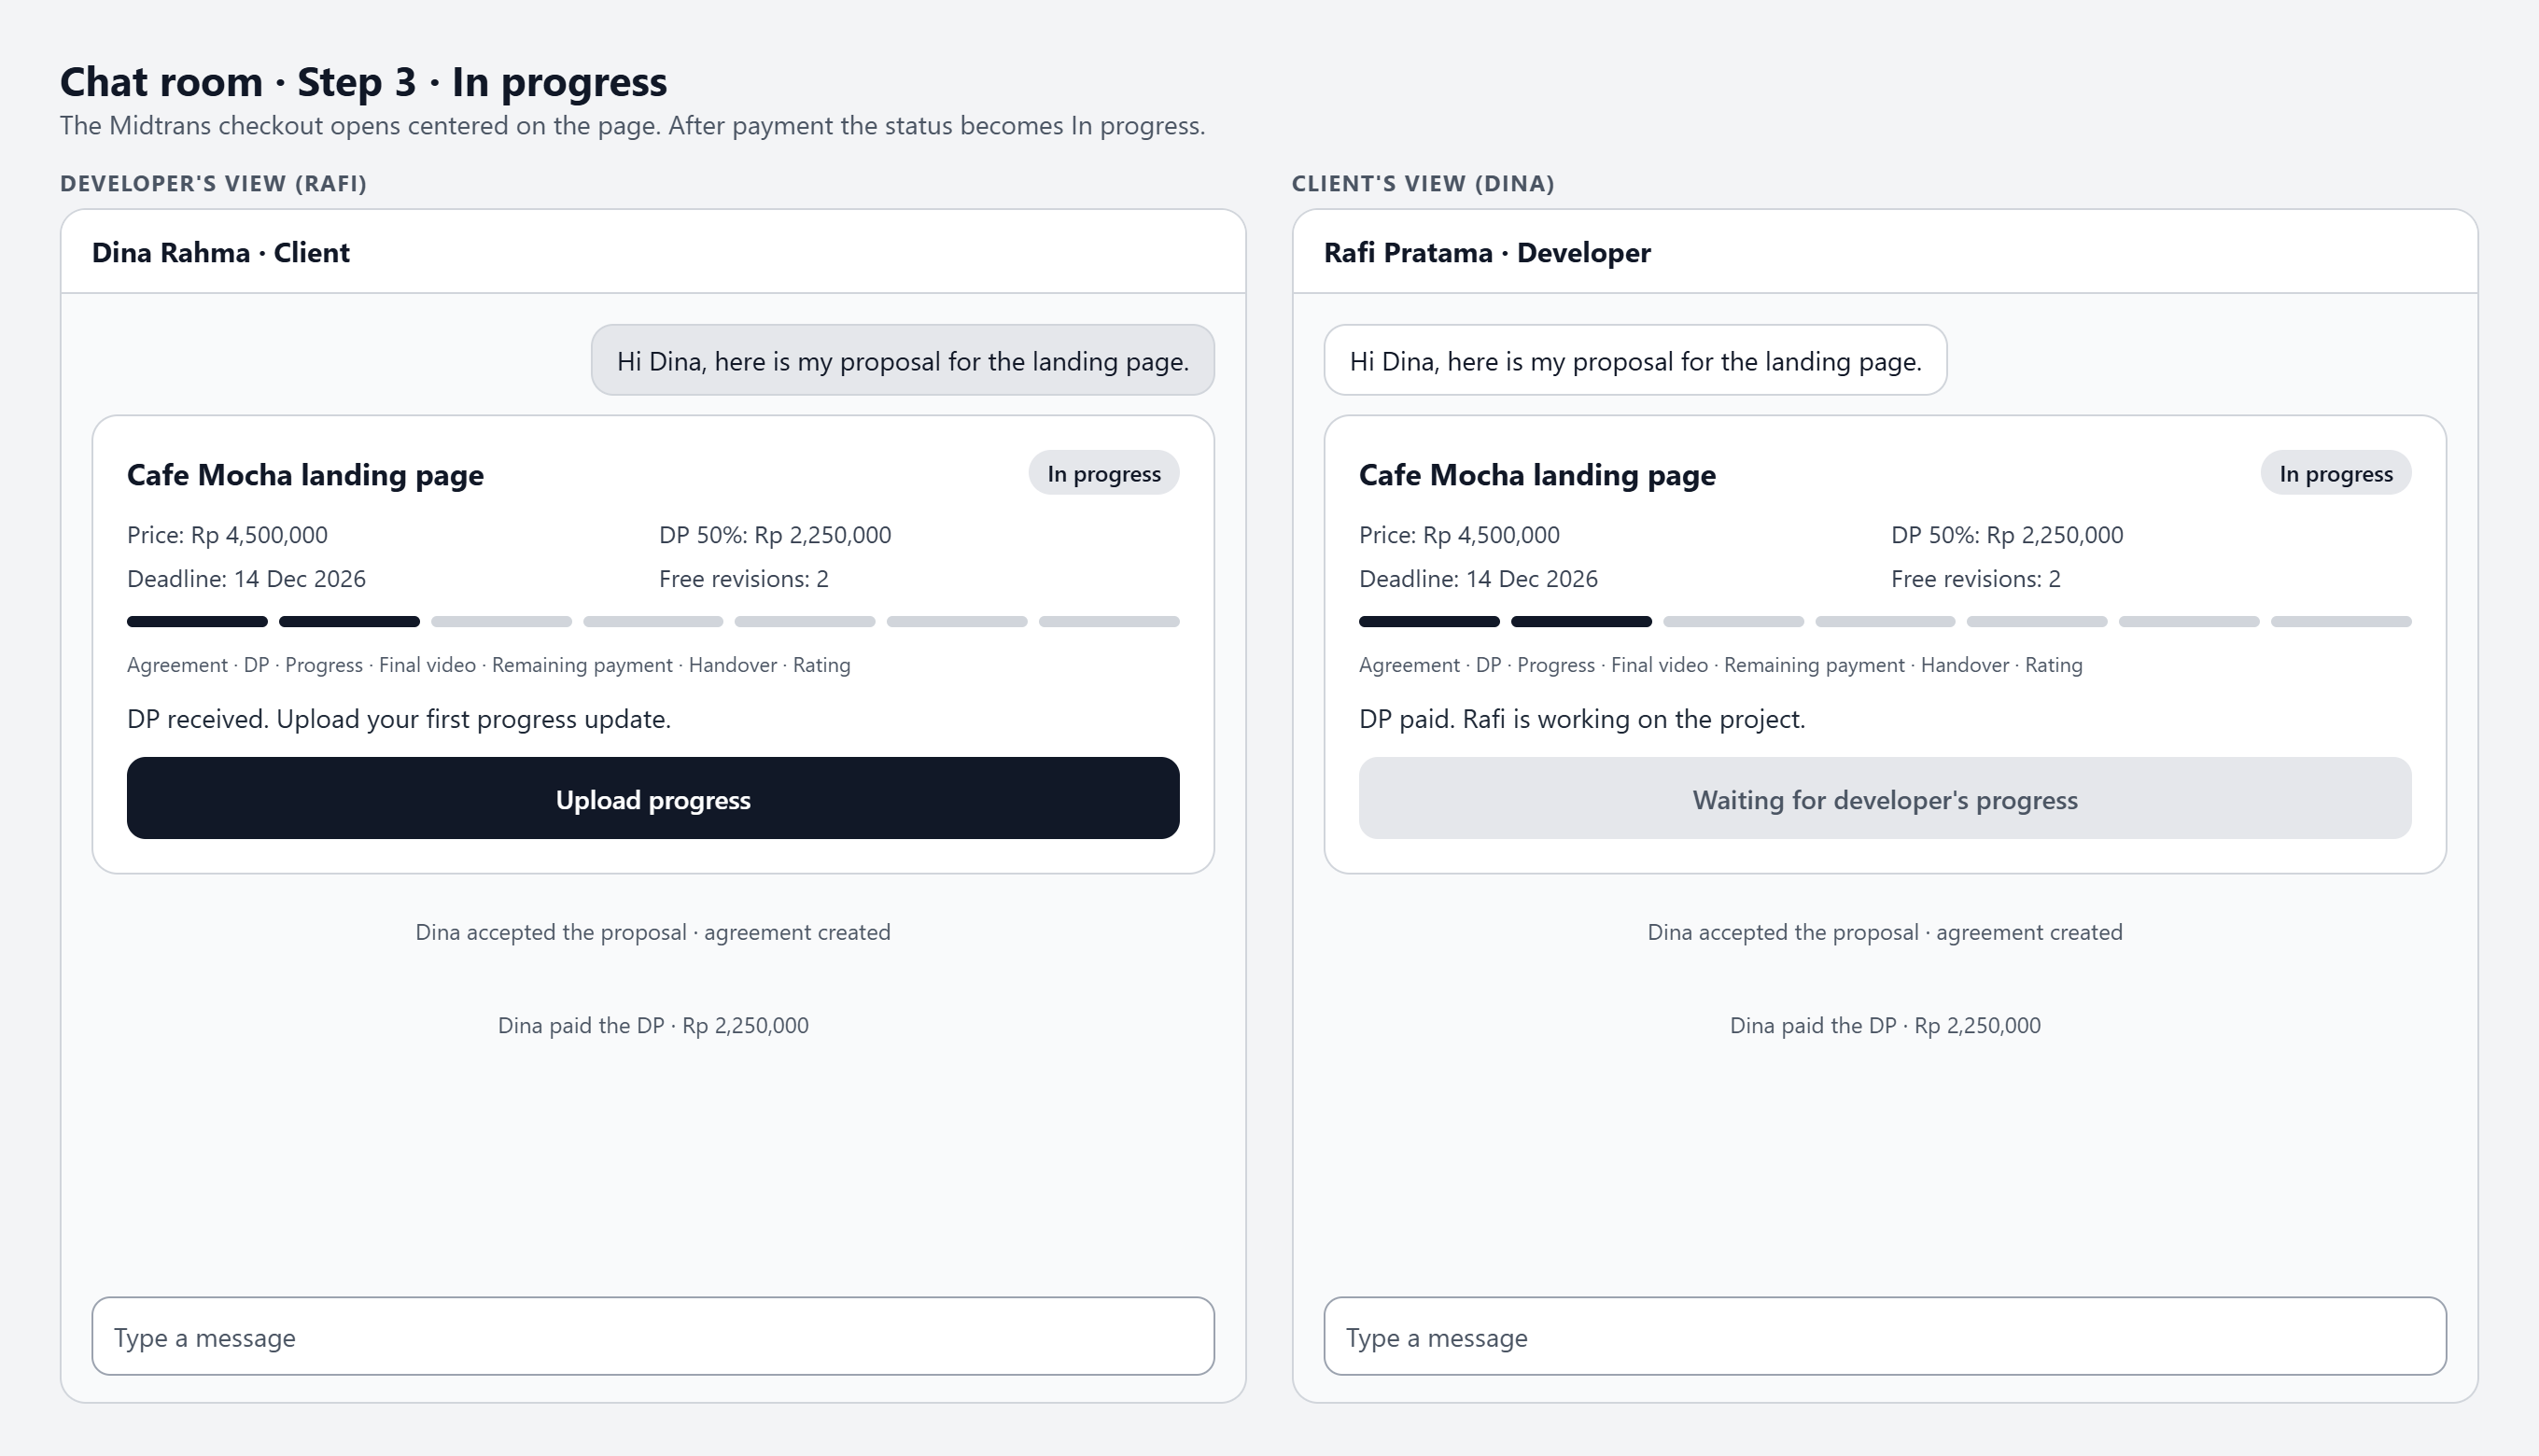 Chat room · Step 3 · In progress
The Midtrans checkout opens centered on the page. After payment the status becomes In progress.
DEVELOPER'S VIEW (RAFI)
Dina Rahma · Client
Hi Dina, here is my proposal for the landing page.
Cafe Mocha landing page
In progress
Price: Rp 4,500,000
DP 50%: Rp 2,250,000
Deadline: 14 Dec 2026
Free revisions: 2
Agreement · DP · Progress · Final video · Remaining payment · Handover · Rating
DP received. Upload your first progress update.
Upload progress
Dina accepted the proposal · agreement created
Dina paid the DP · Rp 2,250,000
Type a message
CLIENT'S VIEW (DINA)
Rafi Pratama · Developer
Hi Dina, here is my proposal for the landing page.
Cafe Mocha landing page
In progress
Price: Rp 4,500,000
DP 50%: Rp 2,250,000
Deadline: 14 Dec 2026
Free revisions: 2
Agreement · DP · Progress · Final video · Remaining payment · Handover · Rating
DP paid. Rafi is working on the project.
Waiting for developer's progress
Dina accepted the proposal · agreement created
Dina paid the DP · Rp 2,250,000
Type a message